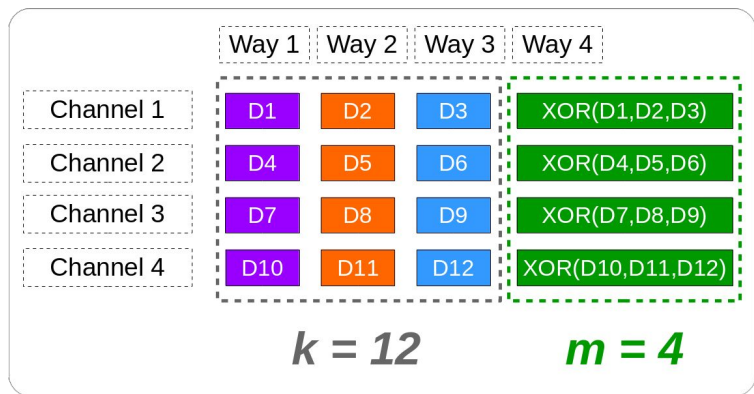 Way 1 Way 2 Way 3 Way 4
Channel 1 D1 D2 D3 XOR(D1,D2,D3)
Channel 2 D4 D5 D6 XOR(D4,D5,D6)
Channel 3 D7 D8 D9 XOR(D7,D8,D9)
Channel 4 D10 D11 D12 XOR(D10,D11,D12)
k = 12 m = 4